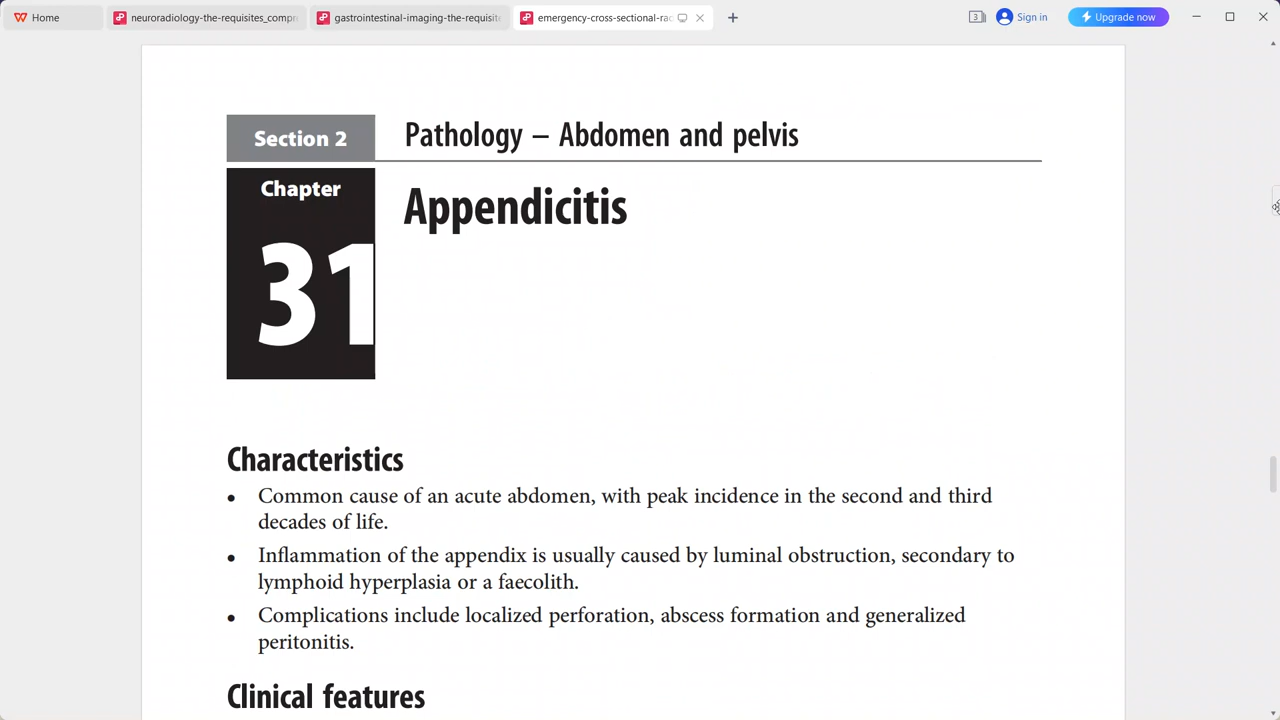 Home
neuroradiology-the-requisites_compr
gastrointestinal-imaging-the-requisite
emergency-cross-sectional-rac
3
Sign in
Upgrade now
Section 2
Pathology – Abdomen and pelvis
Chapter
31
Appendicitis
Characteristics
• Common cause of an acute abdomen, with peak incidence in the second and third
decades of life.
• Inflammation of the appendix is usually caused by luminal obstruction, secondary to
lymphoid hyperplasia or a faecolith.
• Complications include localized perforation, abscess formation and generalized
peritonitis.
Clinical features